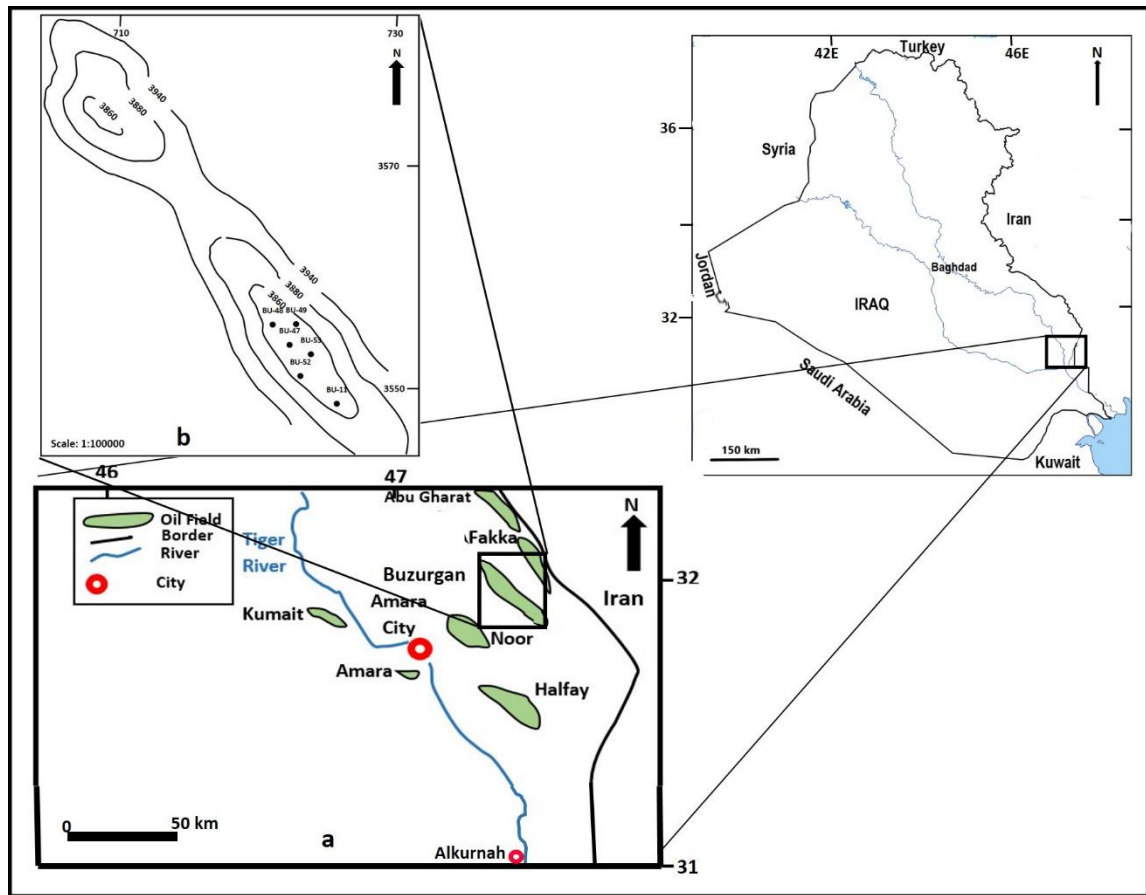 710
730
N
3940
3880
3860
3570
3940
3880
3860
BU-48
BU-49
BU-47
BU-53
BU-52
BU-11
3550
Scale: 1:100000
b
42E
Turkey
46E
N
36
Syria
Iran
Baghdad
Jordan
IRAQ
32
Saudi Arabia
150 km
Kuwait
46
47
Oil Field
Border
River
City
Tiger
River
Abu Gharat
Fakka
N
Buzurgan
32
Iran
Kumait
Amara
City
Noor
Amara
Halfay
0
50 km
a
Alkurnah
31